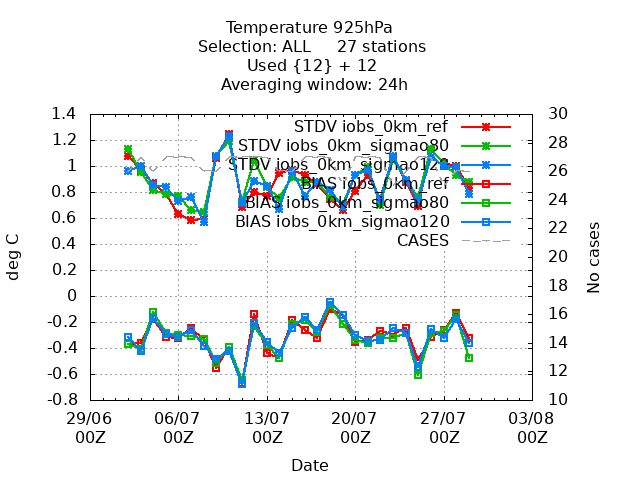 Temperature 925hPa
Selection: ALL 27 stations
Used {12} + 12
Averaging window: 24h
1.4
1.2
1
0.8
0.6
0.4
0.2
0
-0.2
-0.4
-0.6
-0.8
deg C
STDV iobs_0km_ref
STDV iobs_0km_sigmao80
STDV iobs_0km_sigmao120
BIAS iobs_0km_ref
BIAS iobs_0km_sigmao80
BIAS iobs_0km_sigmao120
CASES
30
28
26
24
22
20
18
16
14
12
10
No cases
29/06 06/07 13/07 20/07 27/07 03/08
00Z 00Z 00Z 00Z 00Z 00Z
Date